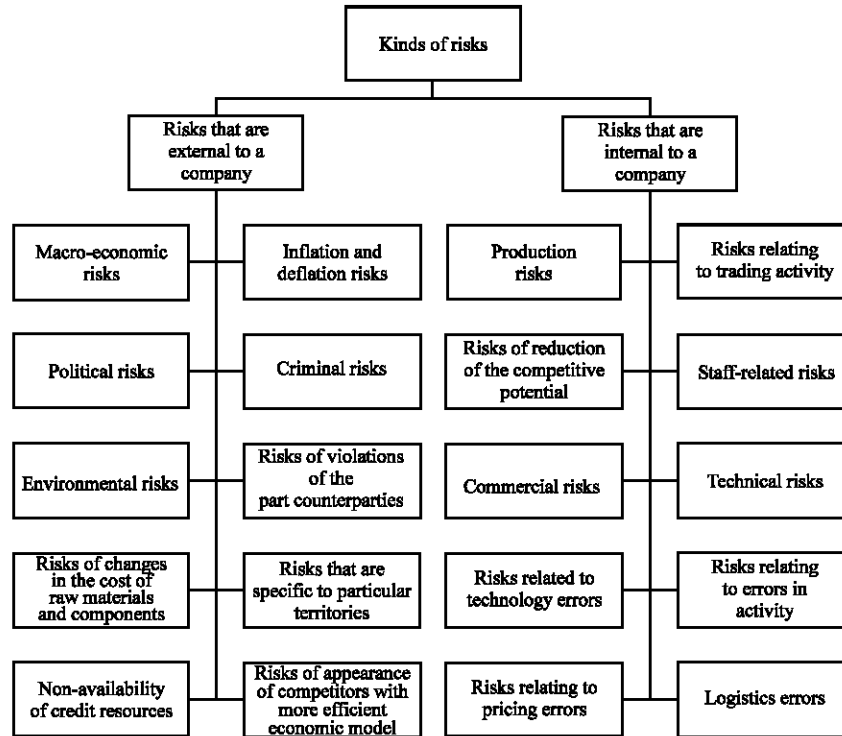 Kinds of risks
Risks that are
external to a
company
Risks that are
internal to a
company
Macro-economic
risks
Inflation and
deflation risks
Production
risks
Risks relating
to trading activity
Political risks
Criminal risks
Risks of reduction
of the competitive
potential
Staff-related risks
Environmental risks
Risks of violations
of the
part counterparties
Commercial risks
Technical risks
Risks of changes
in the cost of
raw materials
and components
Risks that are
specific to particular
territories
Risks related to
technology errors
Risks relating
to errors in
activity
Non-availability
of credit resources
Risks of appearance
of competitors with
more efficient
economic model
Risks relating to
pricing errors
Logistics errors